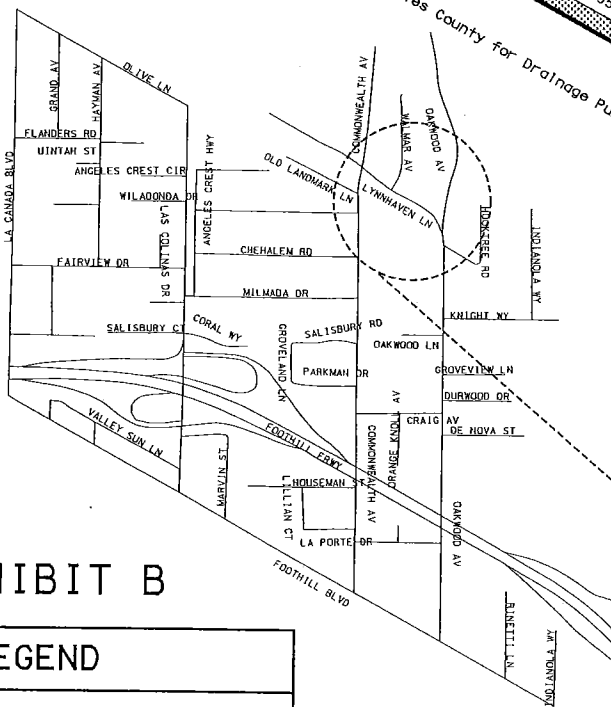 es County for Drainage Pu
OLIVE LN
GRAND AV
HAYMAN AV
COMMONWEALTH AV
WALMAR AV
OAKWOOD AV
FLANDERS RD
UINTAH ST
ANGELES CREST CIR
ANGELES CREST HWY
OLD LANDMARK LN
LYNNHAVEN LN
LA CANADA BLVD
LAS COLINAS DR
HOOKTREE RD
INDIANOLA WY
CHEHALEM RD
FAIRVIEW DR
MILMADA DR
KNIGHT WY
SALISBURY CT
CORAL WY
GROVELAND LN
SALISBURY RD
OAKWOOD LN
PARKMAN DR
GROVEVIEW LN
DURWOOD DR
CRAIG AV
DE NOVA ST
ORANGE KNOLL AV
COMMONWEALTH AV
VALLEY SUN LN
FOOTHILL FRWY
MARVIN ST
HOUSEMAN ST
LILLIAN CT
OAKWOOD AV
LA PORTE DR
FOOTHILL BLVD
RINETTI LN
INDIANOLA WY
HIBIT B
EGEND